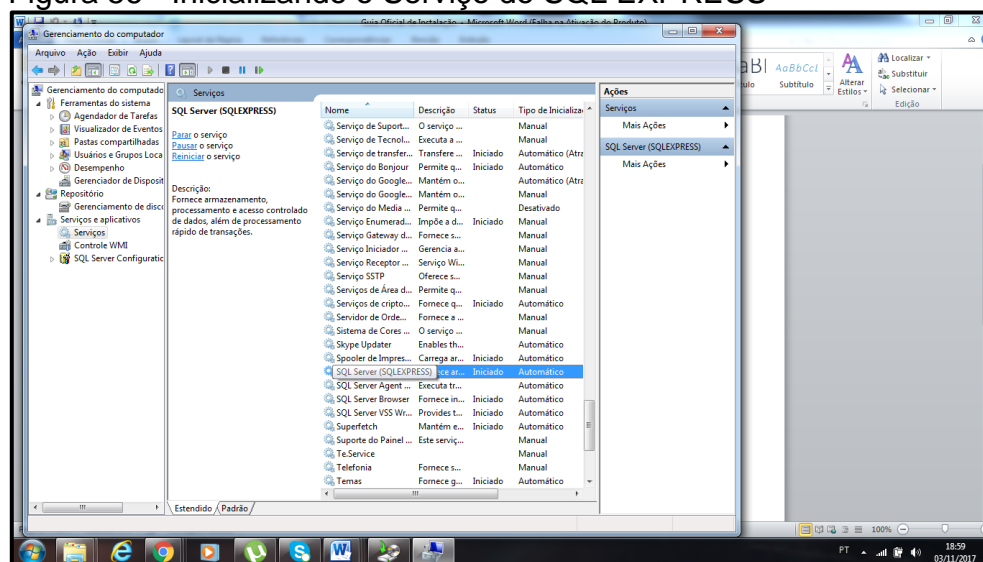 Figura 36 - Inicializando o Serviço do SQL EXPRESS
Guia Oficial de Instalação - Microsoft Word (Falha na Ativação do Produto)
Gerenciamento do computador
Arquivo Ação Exibir Ajuda
Localizar
Substituir
Selecionar
Edição
AaBbCcI
Subtítulo
Alterar
Estilos
Gerenciamento do computado
Ferramentas do sistema
Agendador de Tarefas
Visualizador de Eventos
Pastas compartilhadas
Usuários e Grupos Loca
Desempenho
Gerenciador de Disposit
Repositório
Gerenciamento de disco
Serviços e aplicativos
Serviços
Controle WMI
SQL Server Configuratic
Serviços
SQL Server (SQLEXPRESS)
Parar o serviço
Pausar o serviço
Reiniciar o serviço
Descrição:
Fornece armazenamento,
processamento e acesso controlado
de dados, além de processamento
rápido de transações.
Nome Descrição Status Tipo de Inicializa
Serviço de Suport... O serviço ... Manual
Serviço de Tecnol... Executa a ... Manual
Serviço de transfer... Transfere ... Iniciado Automático (Atra
Serviço do Bonjour Permite q... Iniciado Automático
Serviço do Google... Mantém o... Automático (Atra
Serviço do Google... Mantém o... Manual
Serviço do Media ... Permite q... Desativado
Serviço Enumerad... Impõe a d... Iniciado Manual
Serviço Gateway d... Fornece s... Manual
Serviço Iniciador ... Gerencia a... Manual
Serviço Receptor ... Serviço Wi... Manual
Serviço SSTP Oferece s... Manual
Serviços de Área d... Permite q... Manual
Serviços de cripto... Fornece q... Iniciado Automático
Servidor de Orde... Fornece a ... Manual
Sistema de Cores ... O serviço ... Manual
Skype Updater Enables th... Automático
Spooler de Impres... Carrega ar... Iniciado Automático
SQL Server (SQLEXPRESS) ece ar... Iniciado Automático
SQL Server Agent ... Executa tr... Automático
SQL Server Browser Fornece in... Iniciado Automático
SQL Server VSS Wr... Provides t... Iniciado Automático
Superfetch Mantém e... Iniciado Automático
Suporte do Painel ... Este serviç... Manual
Te.Service Manual
Telefonia Fornece s... Manual
Temas Fornece g... Iniciado Automático
Estendido Padrão
Ações
Serviços
Mais Ações
SQL Server (SQLEXPRESS)
Mais Ações
100%
PT
18:59
03/11/2017